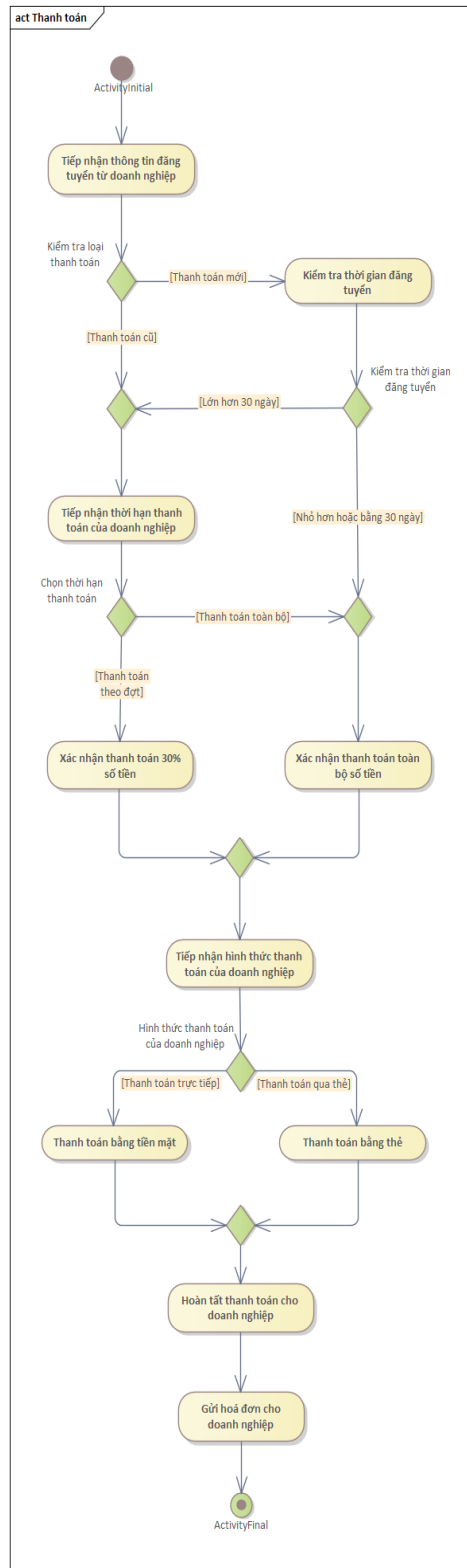 act Thanh toán
ActivityInitial
Tiếp nhận thông tin đăng
tuyển từ doanh nghiệp
Kiểm tra loại
thanh toán
[Thanh toán mới]
Kiểm tra thời gian đăng
tuyển
[Thanh toán cũ]
Kiểm tra thời gian
đăng tuyển
[Lớn hơn 30 ngày]
Tiếp nhận thời hạn thanh
toán của doanh nghiệp
[Nhỏ hơn hoặc bằng 30 ngày]
Chọn thời hạn
thanh toán
[Thanh toán toàn bộ]
[Thanh toán
theo đợt]
Xác nhận thanh toán 30%
số tiền
Xác nhận thanh toán toàn
bộ số tiền
Tiếp nhận hình thức thanh
toán của doanh nghiệp
Hình thức thanh toán
của doanh nghiệp
[Thanh toán trực tiếp]
[Thanh toán qua thẻ]
Thanh toán bằng tiền mặt
Thanh toán bằng thẻ
Hoàn tất thanh toán cho
doanh nghiệp
Gửi hoá đơn cho
doanh nghiệp
ActivityFinal